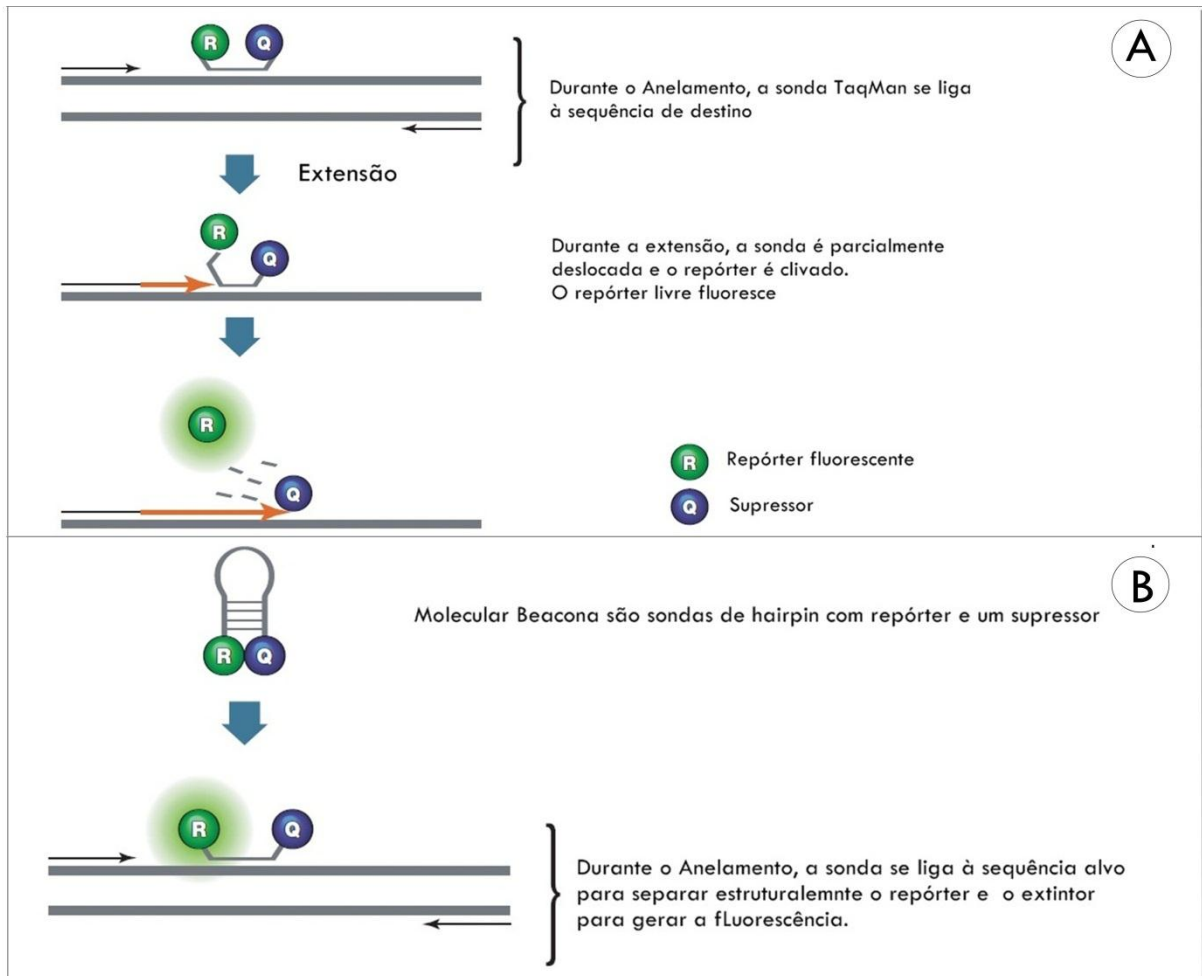 R Q
A
Durante o Anelamento, a sonda TaqMan se liga
à sequência de destino
Extensão
R
Q
Durante a extensão, a sonda é parcialmente
deslocada e o repórter é clivado.
O repórter livre fluoresce
R
Q
R Repórter fluorescente
Q Supressor
B
Molecular Beacona são sondas de hairpin com repórter e um supressor
R Q
R Q
Durante o Anelamento, a sonda se liga à sequência alvo
para separar estruturalemnte o repórter e o extintor
para gerar a fLuorescência.